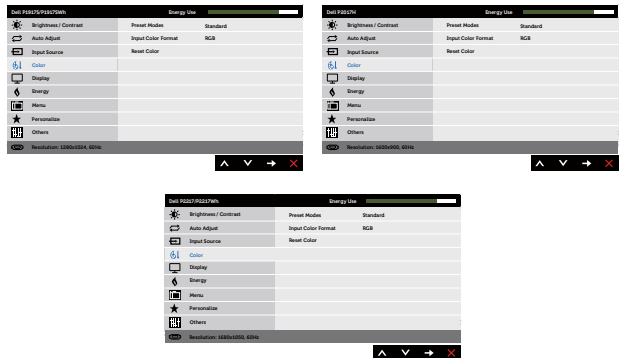 Dell P1917S/P1917SWh Energy Use
Brightness / Contrast Preset Modes Standard
Auto Adjust Input Color Format RGB
Input Source Reset Color
Color
Display
Energy
Menu
Personalize
Others
Resolution: 1280x1024, 60Hz
Dell P2017H Energy Use
Brightness / Contrast Preset Modes Standard
Auto Adjust Input Color Format RGB
Input Source Reset Color
Color
Display
Energy
Menu
Personalize
Others
Resolution: 1600x900, 60Hz
Dell P2217/P2217Wh Energy Use
Brightness / Contrast Preset Modes Standard
Auto Adjust Input Color Format RGB
Input Source Reset Color
Color
Display
Energy
Menu
Personalize
Others
Resolution: 1680x1050, 60Hz